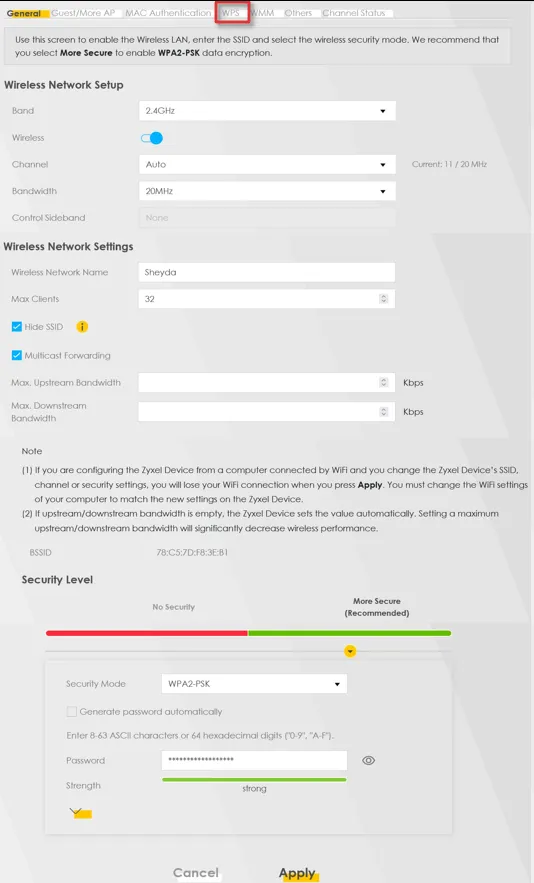 General Guest/More AP MAC Authentication WPS WMM Others Channel Status
Use this screen to enable the Wireless LAN, enter the SSID and select the wireless security mode. We recommend that
you select More Secure to enable WPA2-PSK data encryption.
Wireless Network Setup
Band 2.4GHz
Wireless
Channel Auto Current: 11 / 20 MHz
Bandwidth 20MHz
Control Sideband None
Wireless Network Settings
Wireless Network Name Sheyda
Max Clients 32
Hide SSID i
Multicast Forwarding
Max. Upstream Bandwidth Kbps
Max. Downstream
Bandwidth Kbps
Note
(1) If you are configuring the Zyxel Device from a computer connected by WiFi and you change the Zyxel Device's SSID,
channel or security settings, you will lose your WiFi connection when you press Apply. You must change the WiFi settings
of your computer to match the new settings on the Zyxel Device.
(2) If upstream/downstream bandwidth is empty, the Zyxel Device sets the value automatically. Setting a maximum
upstream/downstream bandwidth will significantly decrease wireless performance.
BSSID 78:C5:7D:F8:3E:B1
Security Level
No Security
More Secure
(Recommended)
Security Mode WPA2-PSK
Generate password automatically
Enter 8-63 ASCII characters or 64 hexadecimal digits ("0-9", "A-F").
Password ******************
Strength
strong
Cancel Apply